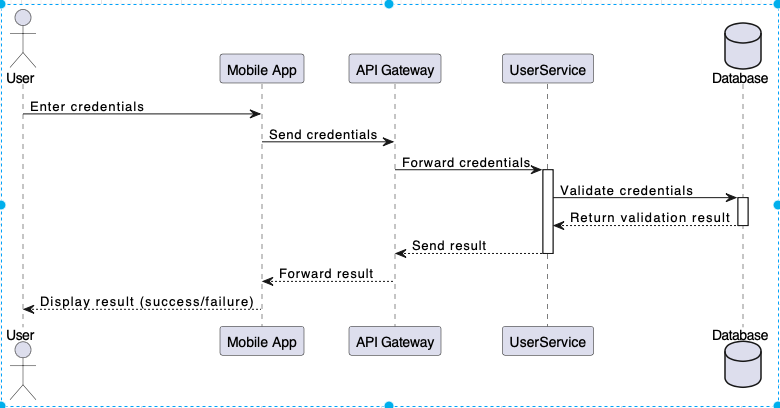 User
Mobile App
API Gateway
UserService
Database
Enter credentials
Send credentials
Forward credentials
Validate credentials
Return validation result
Send result
Forward result
Display result (success/failure)
User
Mobile App
API Gateway
UserService
Database